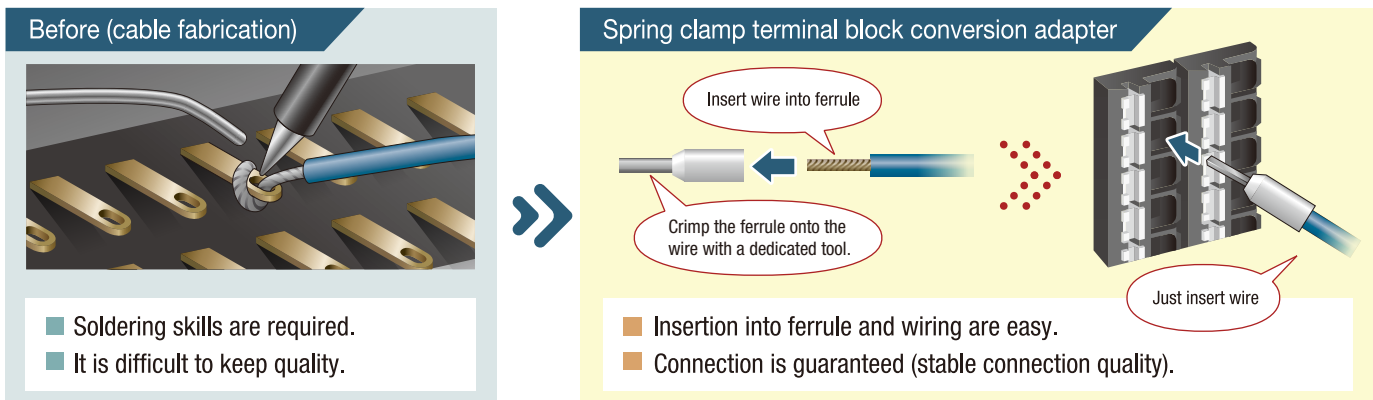 Before (cable fabrication)
Soldering skills are required.
It is difficult to keep quality.
Spring clamp terminal block conversion adapter
Insert wire into ferrule
Crimp the ferrule onto the
wire with a dedicated tool.
Just insert wire
Insertion into ferrule and wiring are easy.
Connection is guaranteed (stable connection quality).